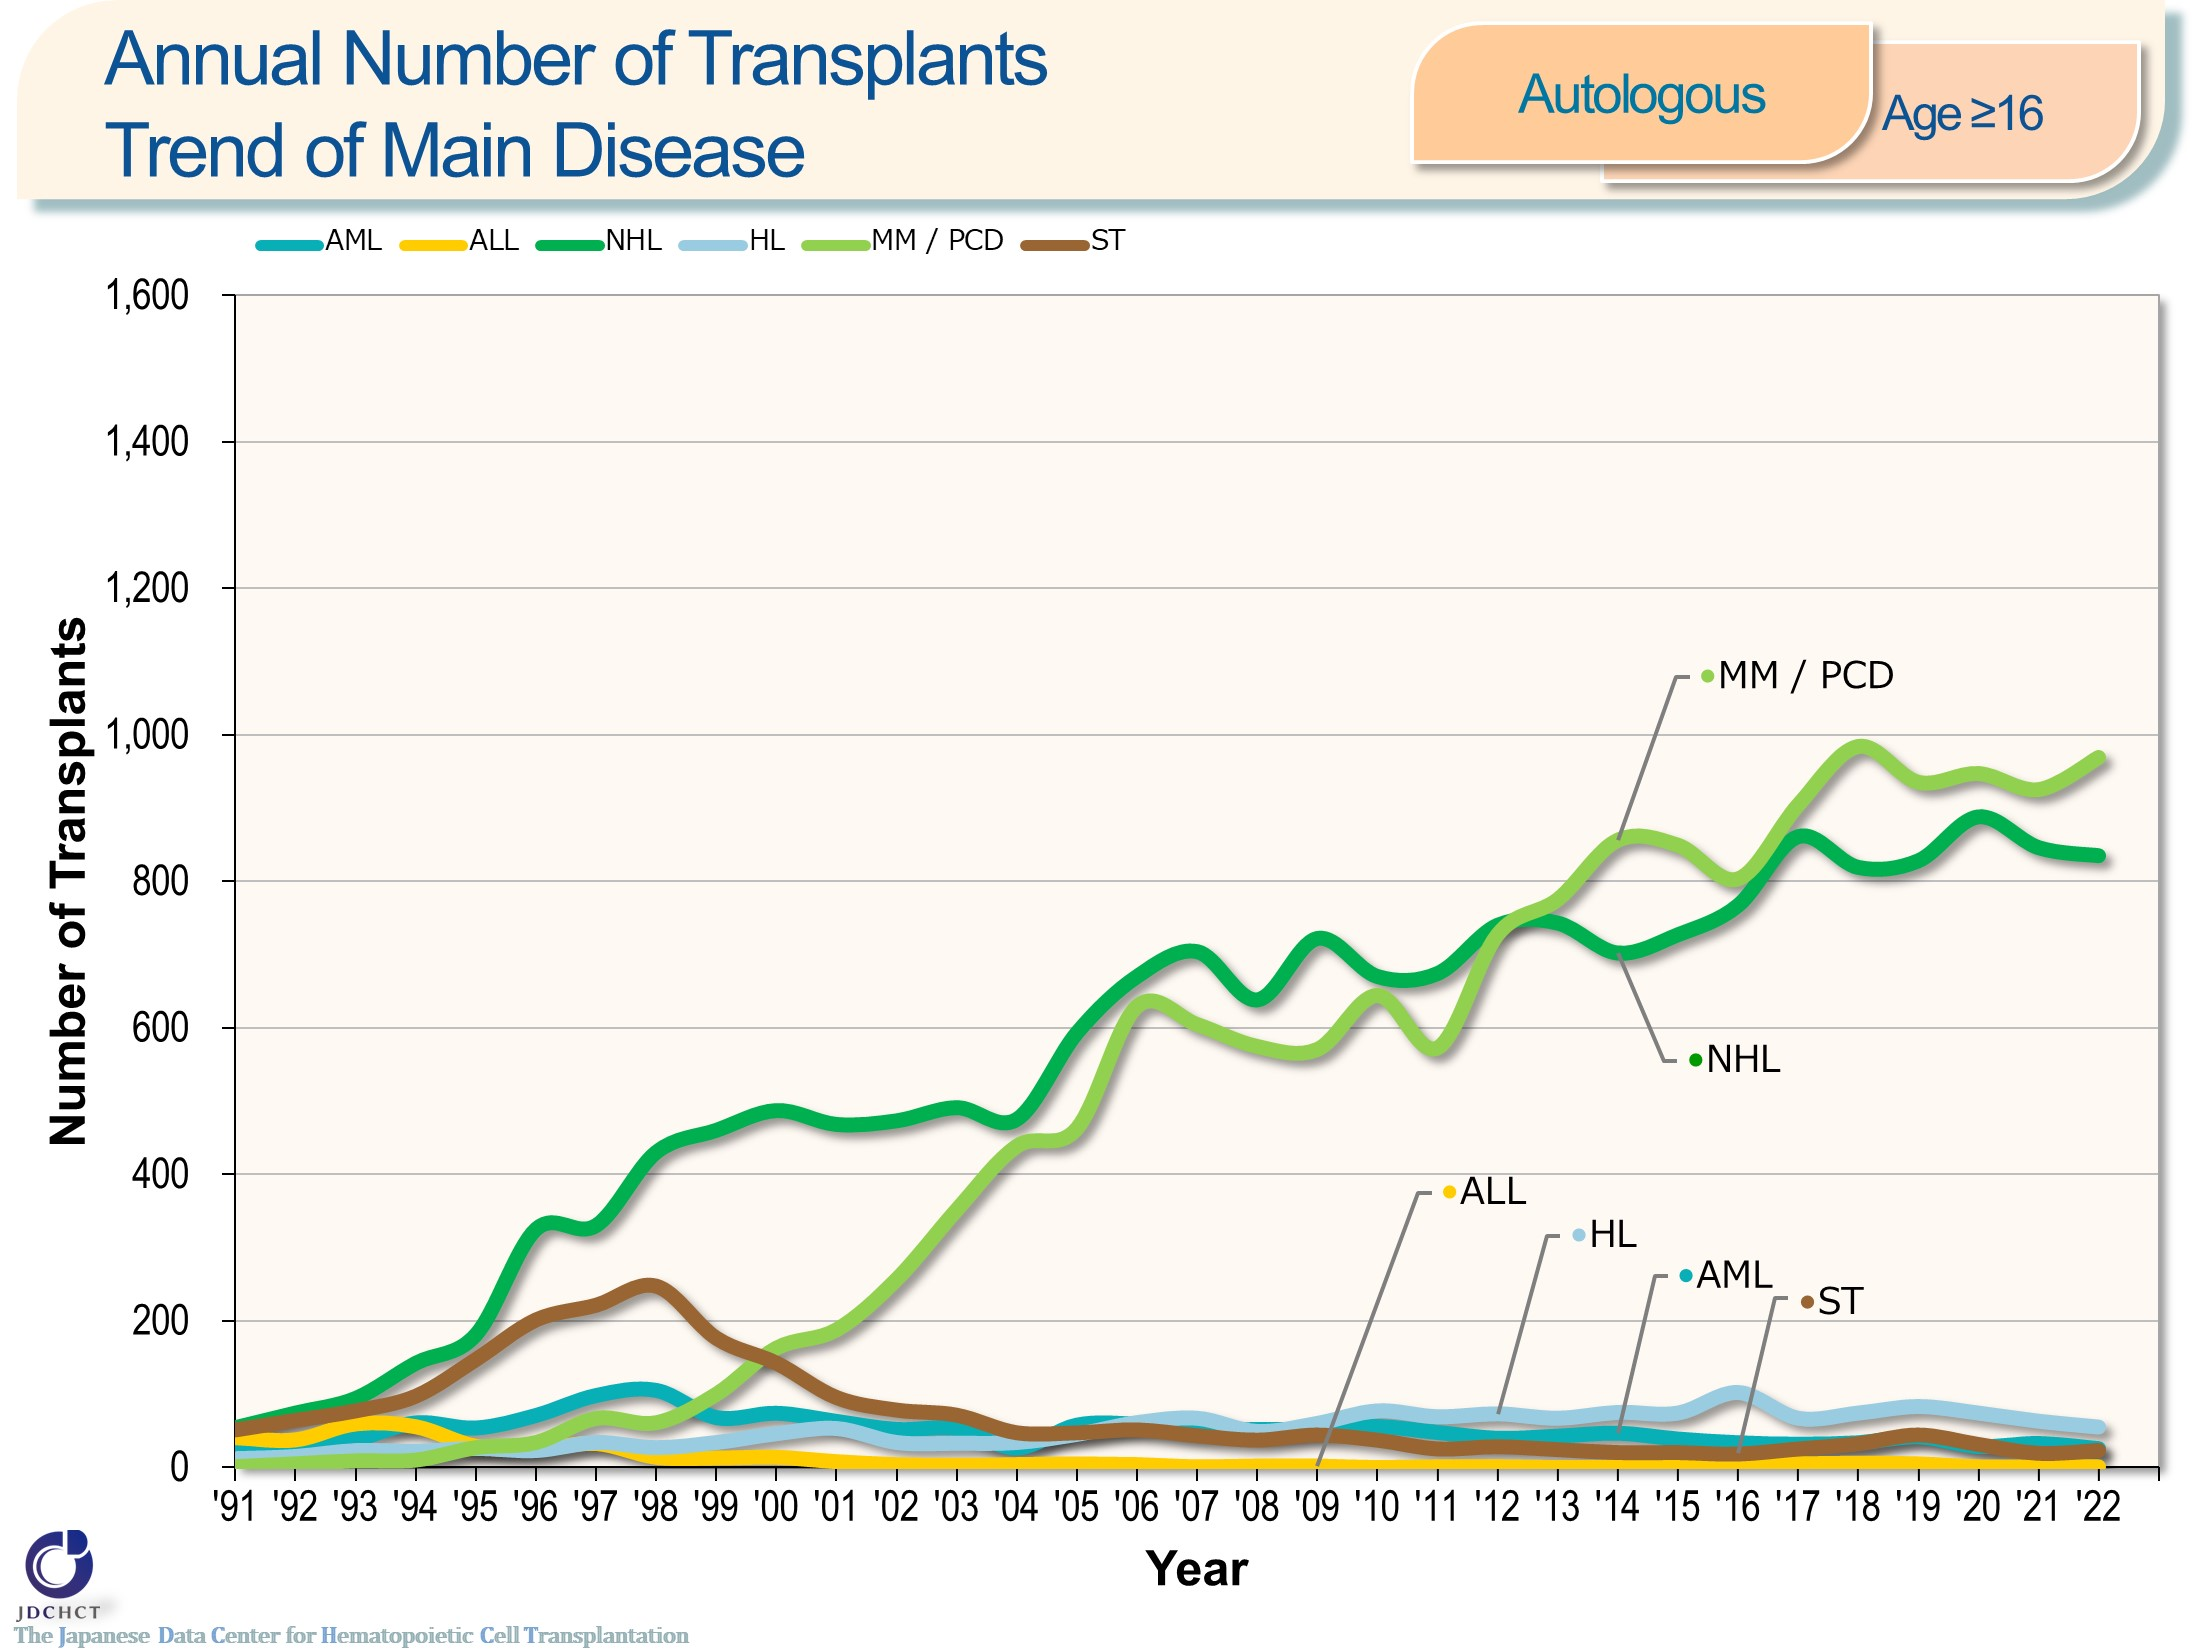 Annual Number of Transplants
Trend of Main Disease
Autologous
Age ≥16
AML ALL NHL HL MM / PCD ST
1,600
1,400
1,200
1,000
800
600
400
200
0
Number of Transplants
MM / PCD
NHL
ALL
HL
AML
ST
'91 '92 '93 '94 '95 '96 '97 '98 '99 '00 '01 '02 '03 '04 '05 '06 '07 '08 '09 '10 '11 '12 '13 '14 '15 '16 '17 '18 '19 '20 '21 '22
Year
JDCHCT
The Japanese Data Center for Hematopoietic Cell Transplantation